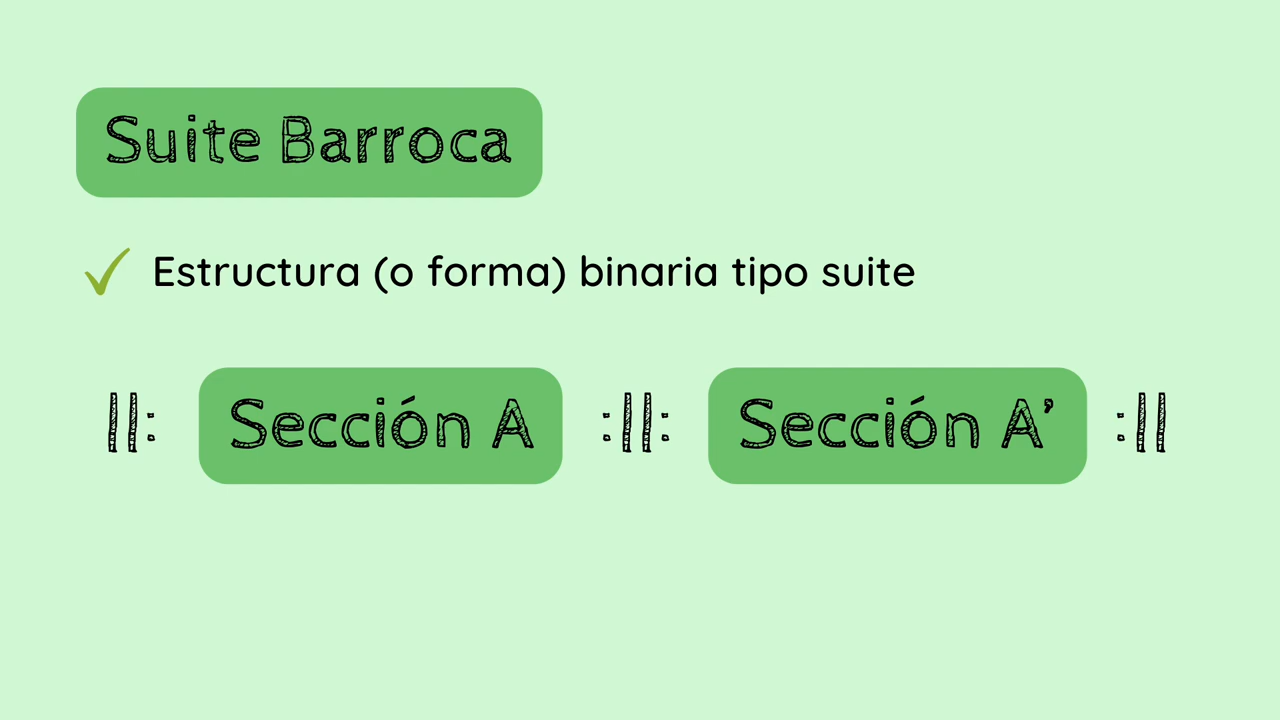 Suite Barroca
Estructura (o forma) binaria tipo suite
||: Sección A :||: Sección A’ :||